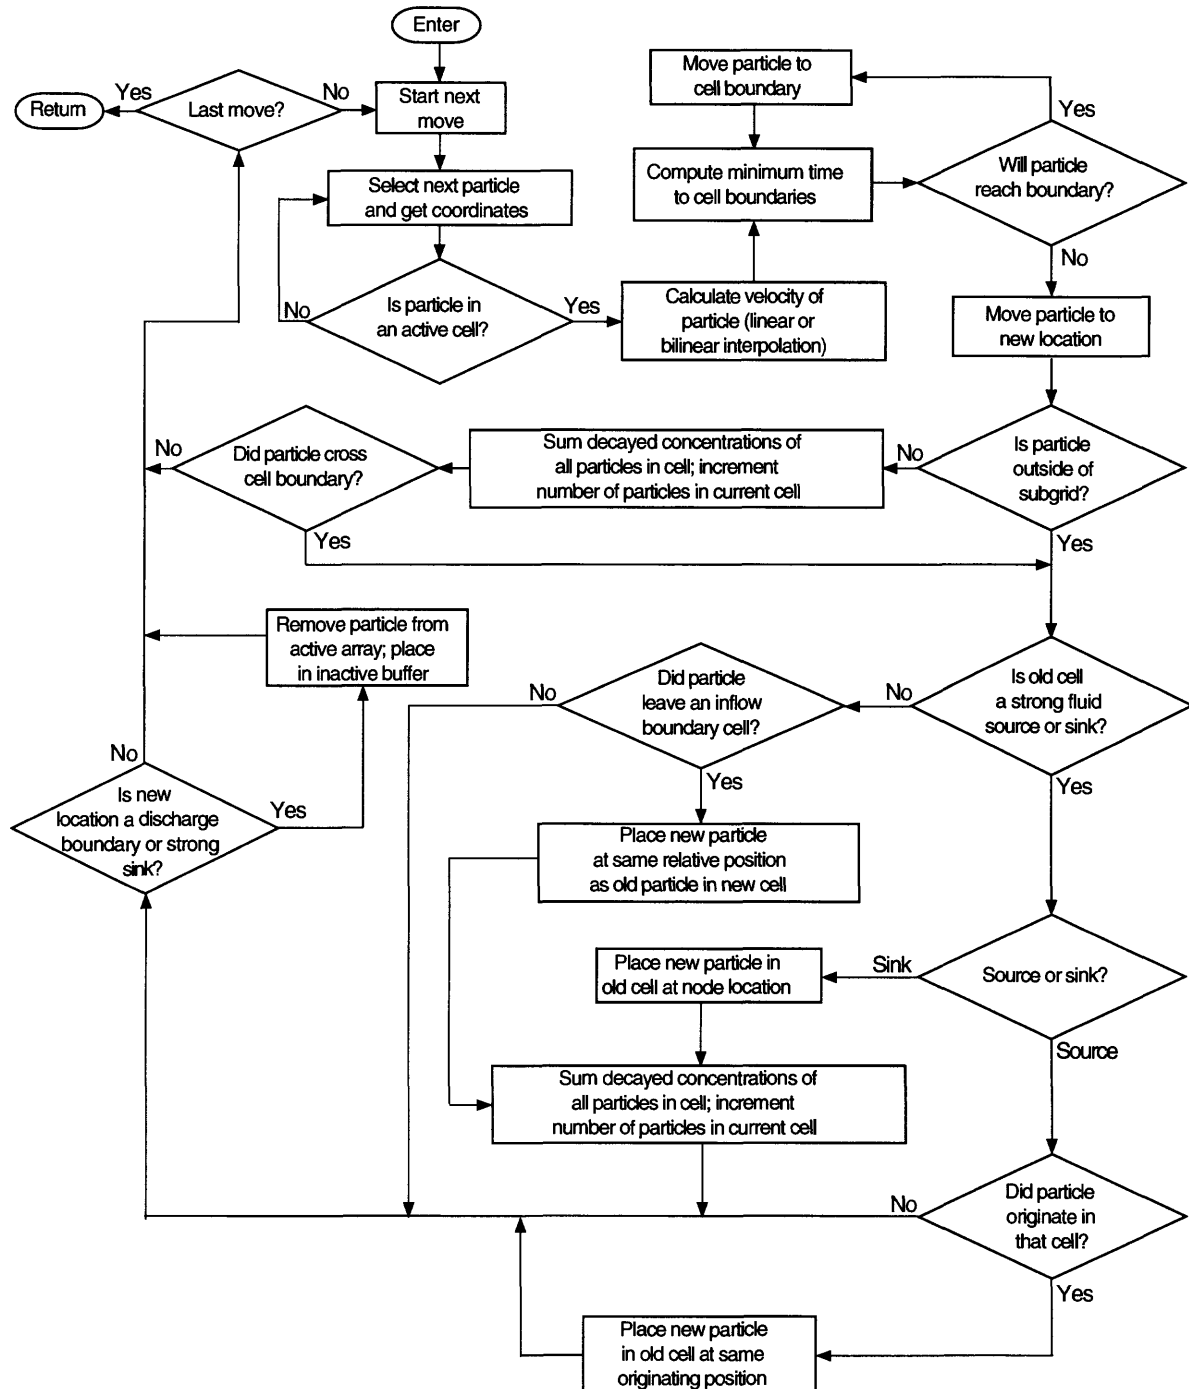 Enter
Return
Yes
Last move?
No
Start next
move
Select next particle
and get coordinates
No
Is particle in
an active cell?
Yes
Calculate velocity of
particle (linear or
bilinear interpolation)
Move particle to
cell boundary
Compute minimum time
to cell boundaries
Yes
Will particle
reach boundary?
No
Move particle to
new location
Is particle
outside of
subgrid?
No
Yes
Sum decayed concentrations of
all particles in cell; increment
number of particles in current cell
Did particle cross
cell boundary?
No
Yes
Remove particle from
active array; place
in inactive buffer
No
Is new
location a discharge
boundary or strong
sink?
Yes
Is old cell
a strong fluid
source or sink?
No
Yes
Did particle
leave an inflow
boundary cell?
No
Yes
Place new particle
at same relative position
as old particle in new cell
Source or sink?
Sink
Source
Place new particle in
old cell at node location
Sum decayed concentrations of
all particles in cell; increment
number of particles in current cell
Did particle
originate in
that cell?
No
Yes
Place new particle
in old cell at same
originating position